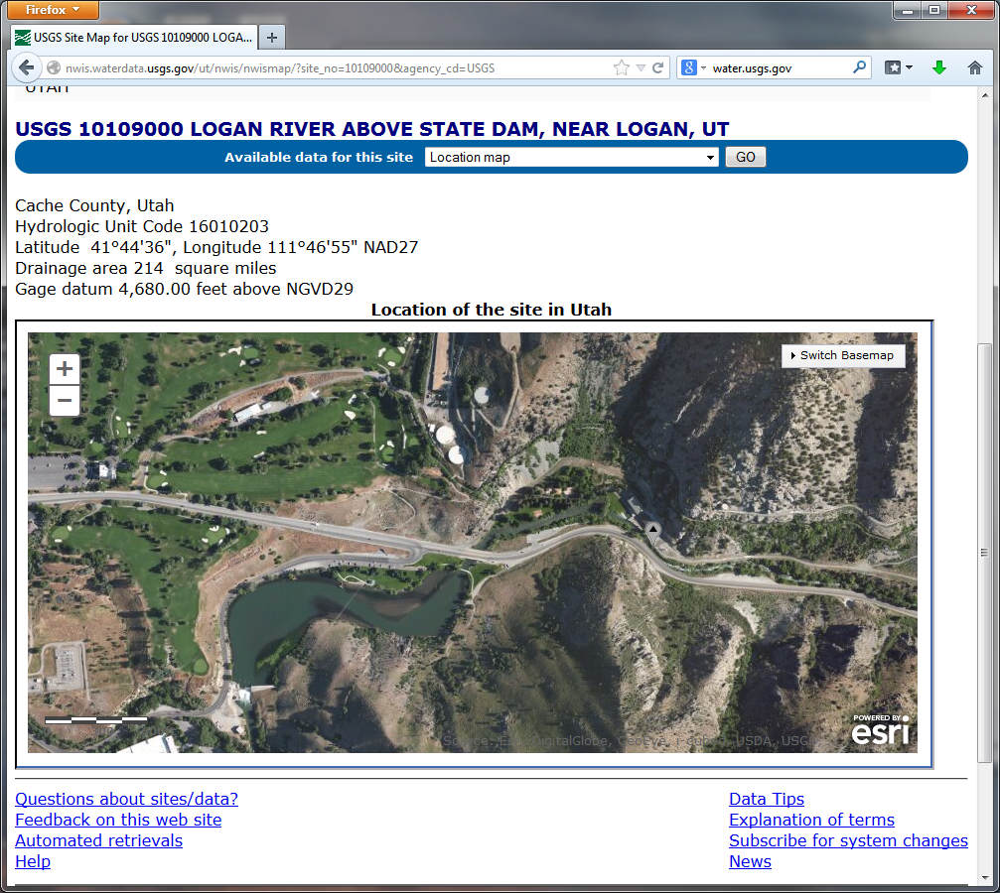 Firefox
USGS Site Map for USGS 10109000 LOGA...
nwis.waterdata.usgs.gov/ut/nwis/nwismap/?site_no=10109000&agency_cd=USGS
water.usgs.gov
UTAH
USGS 10109000 LOGAN RIVER ABOVE STATE DAM, NEAR LOGAN, UT
Available data for this site Location map GO
Cache County, Utah
Hydrologic Unit Code 16010203
Latitude  41°44'36", Longitude 111°46'55" NAD27
Drainage area 214  square miles
Gage datum 4,680.00 feet above NGVD29
Location of the site in Utah
+
Switch Basemap
−
POWERED BY
esri
Source: Esri, DigitalGlobe, GeoEye, i-cubed, USDA, USGS
Questions about sites/data?
Feedback on this web site
Automated retrievals
Help
Data Tips
Explanation of terms
Subscribe for system changes
News